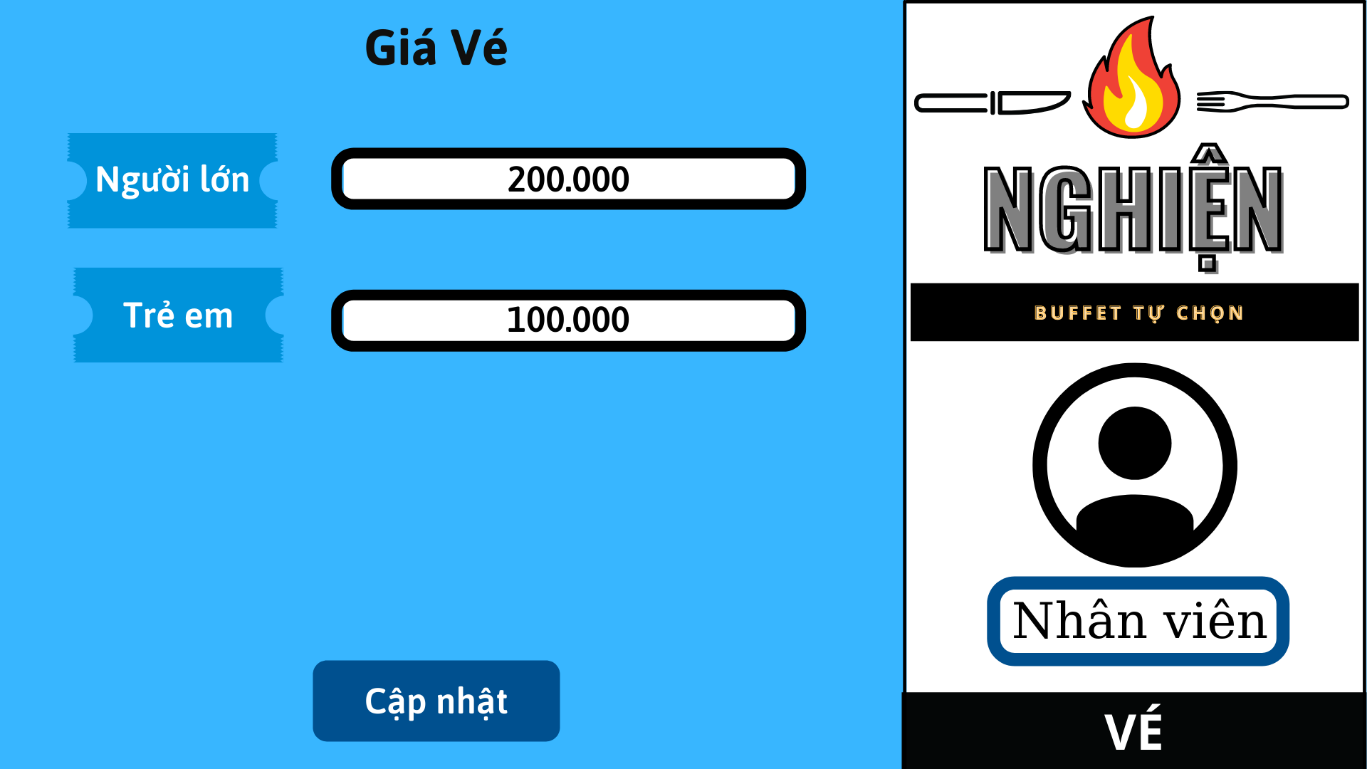 Giá Vé
Người lớn
200.000
Trẻ em
100.000
Cập nhật
NGHIỆN
BUFFET TỰ CHỌN
Nhân viên
VÉ